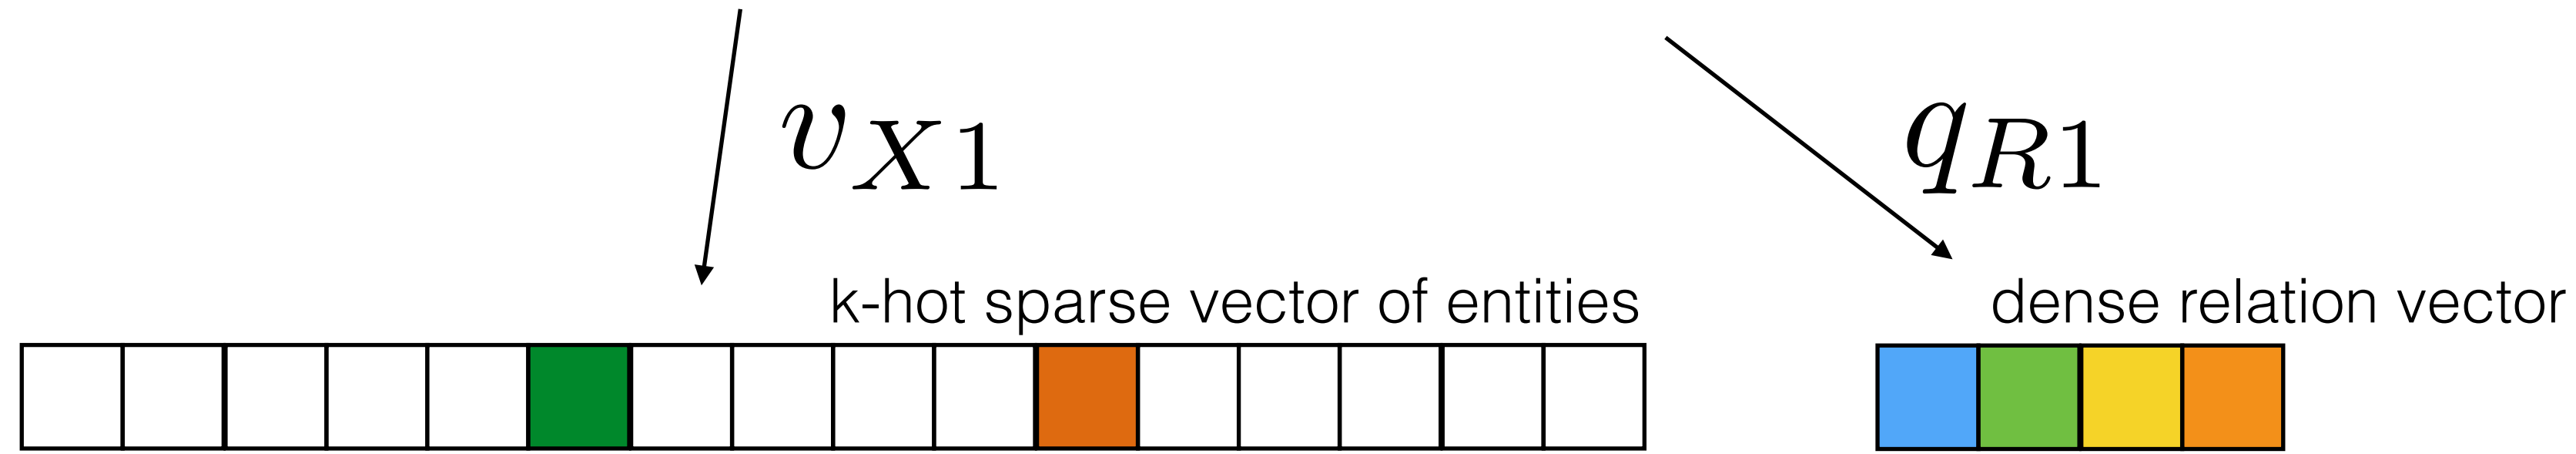 v_{X1}
q_{R1}
k-hot sparse vector of entities
dense relation vector